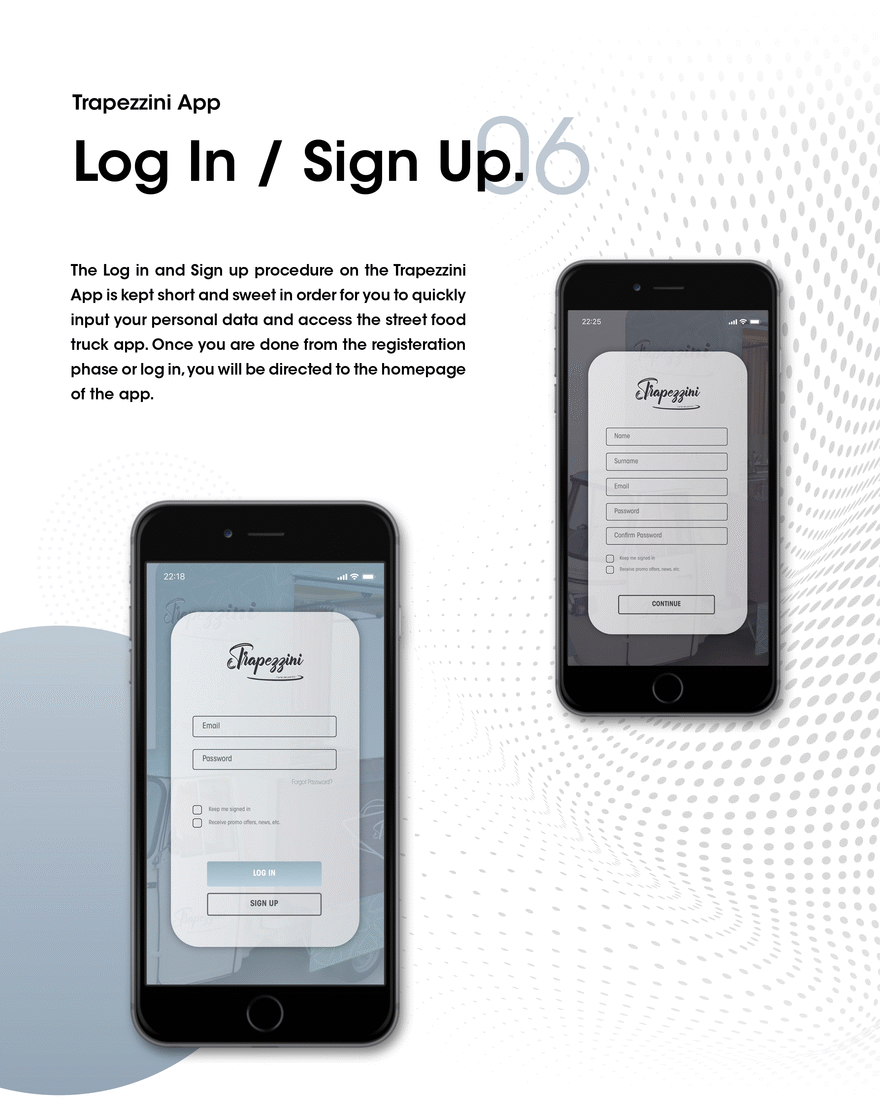 Trapezzini App
Log In / Sign Up.
06
The Log in and Sign up procedure on the Trapezzini
App is kept short and sweet in order for you to quickly
input your personal data and access the street food
truck app. Once you are done from the registeration
phase or log in, you will be directed to the homepage
of the app.
22:25
Trapezzini
Name
Surname
Email
Password
Confirm Password
Keep me signed in
Receive promo offers, news, etc.
CONTINUE
22:18
Trapezzini
Trapezzini
Email
Password
Forgot Password?
Keep me signed in
Receive promo offers, news, etc.
LOG IN
SIGN UP